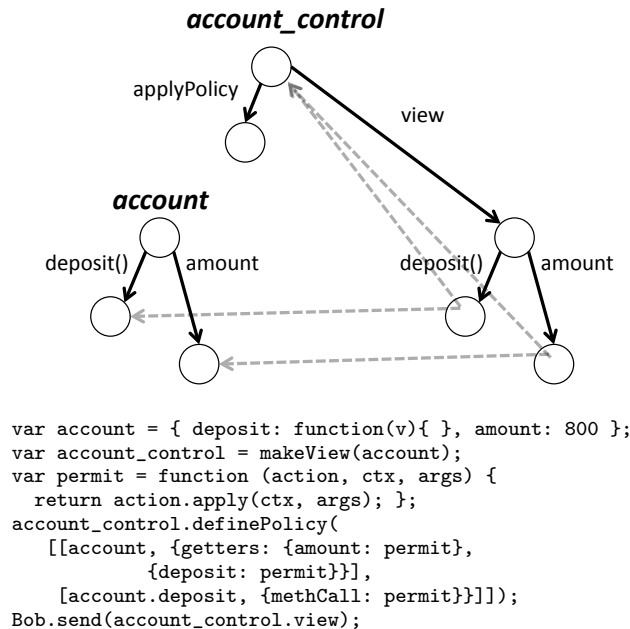 account_control
applyPolicy
view
account
deposit()
amount
deposit()
amount
var account = { deposit: function(v){ }, amount: 800 };
var account_control = makeView(account);
var permit = function (action, ctx, args) {
return action.apply(ctx, args); };
account_control.definePolicy(
[[account, {getters: {amount: permit},
{deposit: permit}}],
[account.deposit, {methCall: permit}}]]);
Bob.send(account_control.view);